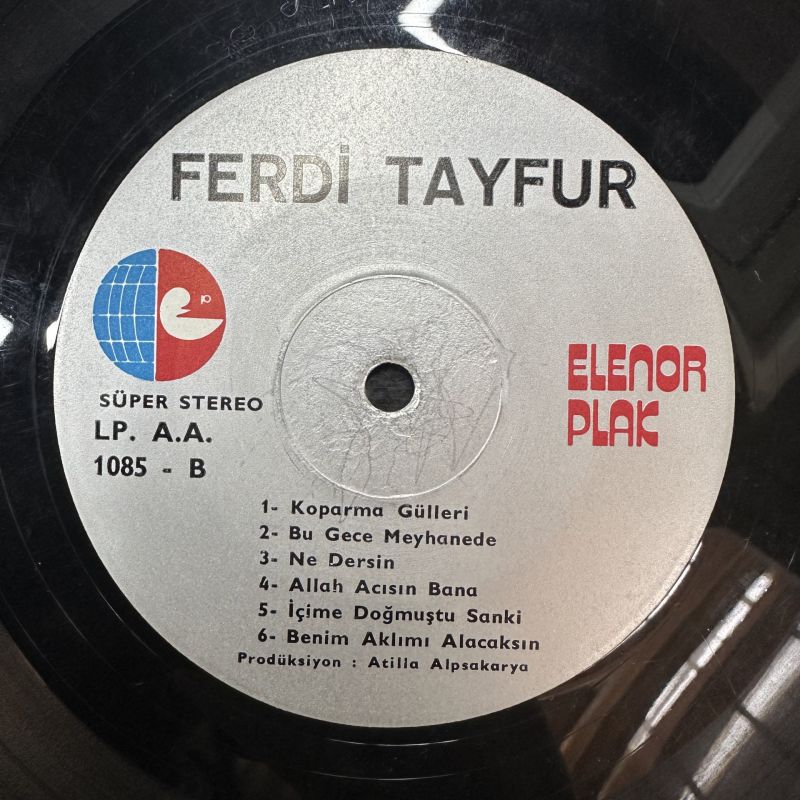 FERDİ TAYFUR
SÜPER STEREO
LP. A.A.
1085 - B
ELENOR
PLAK
1- Koparma Gülleri
2- Bu Gece Meyhanede
3- Ne Dersin
4- Allah Acısın Bana
5- İçime Doğmuştu Sanki
6- Benim Aklımı Alacaksın
Prodüksiyon : Atilla Alpsakarya